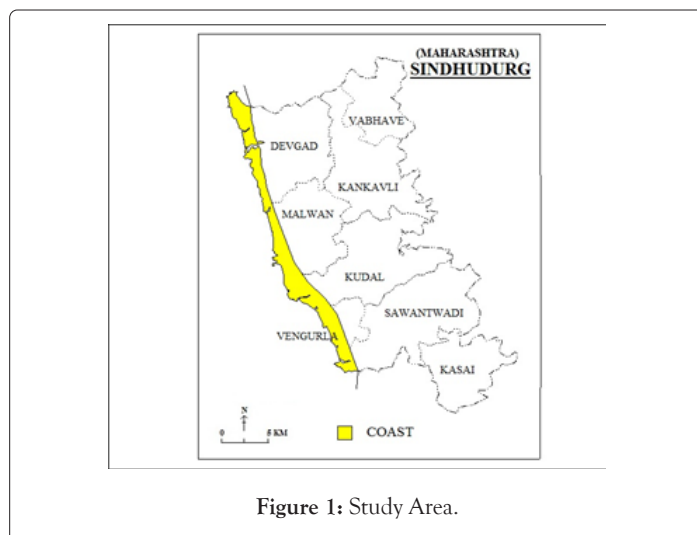 (MAHARASHTRA)
SINDHUDURG
VABHAVE
DEVGAD
KANKAVLI
MALWAN
KUDAL
SAWANTWADI
VENGURLA
KASAI
N
0 5 KM
COAST
Figure 1: Study Area.